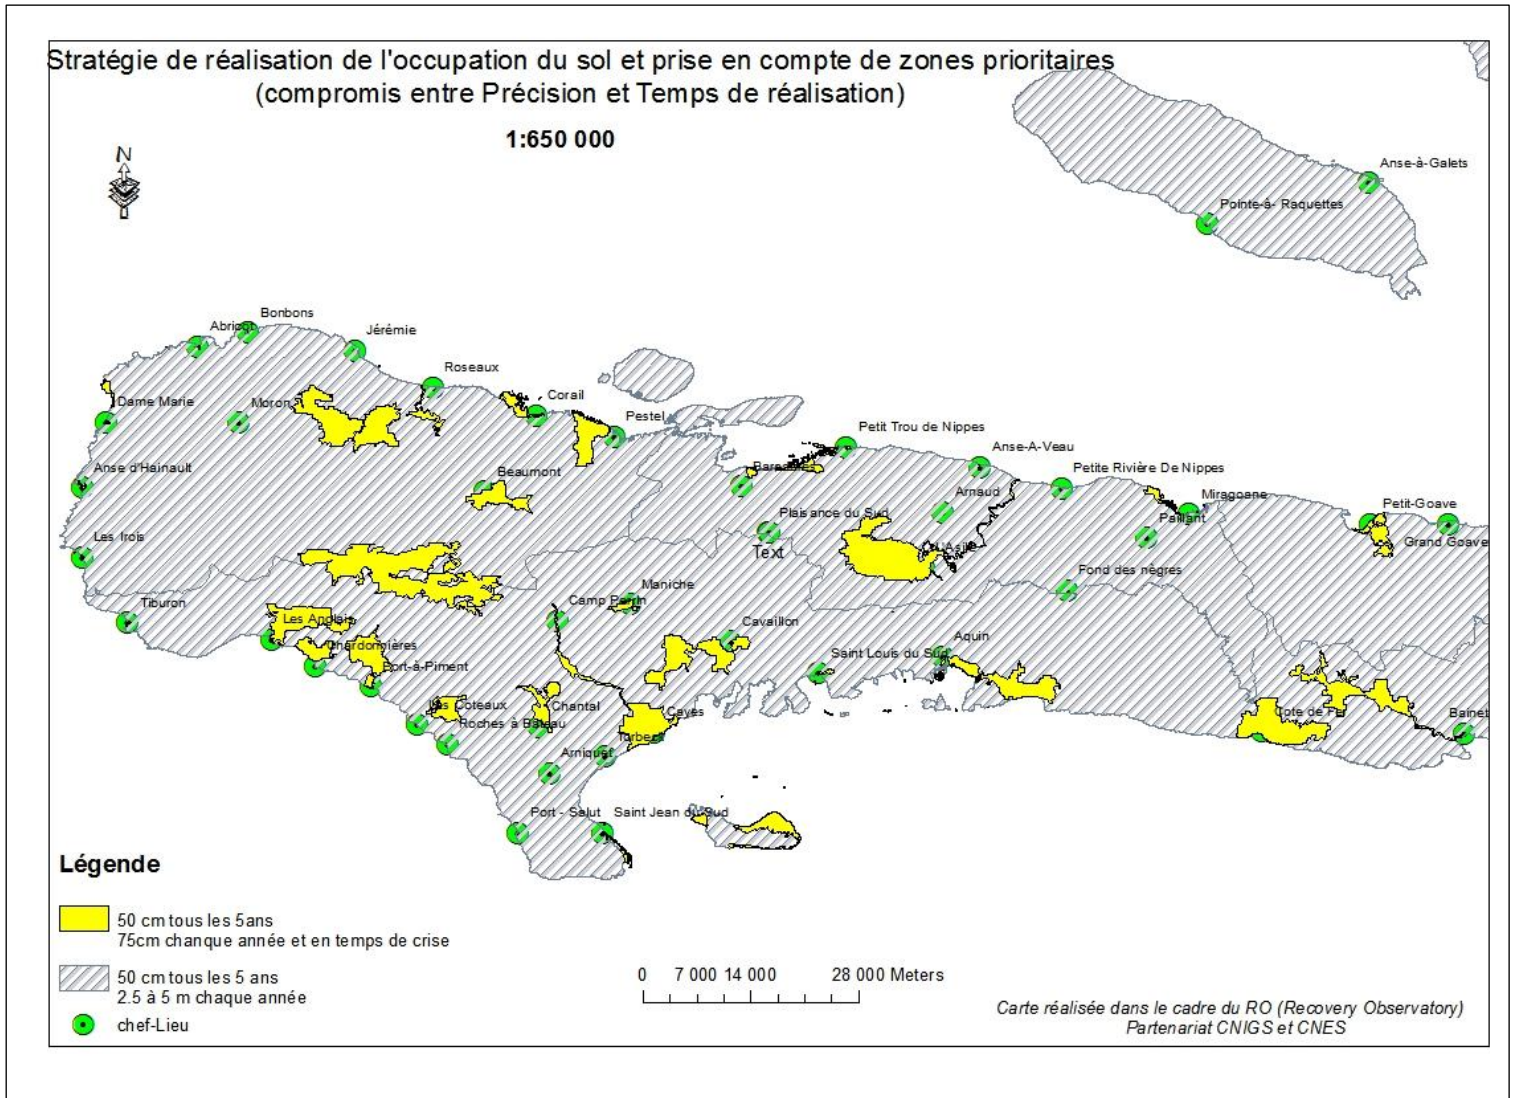 Stratégie de réalisation de l'occupation du sol et prise en compte de zones prioritaires
(compromis entre Précision et Temps de réalisation)
1:650 000
N
Anse-à-Galets
Pointe-à- Raquettes
Bonbons
Abricot
Jérémie
Roseaux
Corail
Dame Marie
Moron
Pestel
Petit Trou de Nippes
Anse-A-Veau
Anse d'Hainault
Beaumont
Petite Rivière De Nippes
Arnaud
Miragoane
Petit-Goave
Plaisance du Sud
Paillant
Les Irois
Text
L'Asile
Grand Goave
Fond des nègres
Tiburon
Maniche
Camp Perrin
Les Anglais
Cavaillon
Chardonnières
Aquin
Saint Louis du Sud
Port-à-Piment
Les Coteaux
Chantal
Cayes
Cote de Fer
Bainet
Roches à Bateau
Torbeck
Arniquet
Port - Salut
Saint Jean du Sud
Légende
50 cm tous les 5ans
75cm chanque année et en temps de crise
50 cm tous les 5 ans
2.5 à 5 m chaque année
chef-Lieu
0 7 000 14 000 28 000 Meters
Carte réalisée dans le cadre du RO (Recovery Observatory)
Partenariat CNIGS et CNES